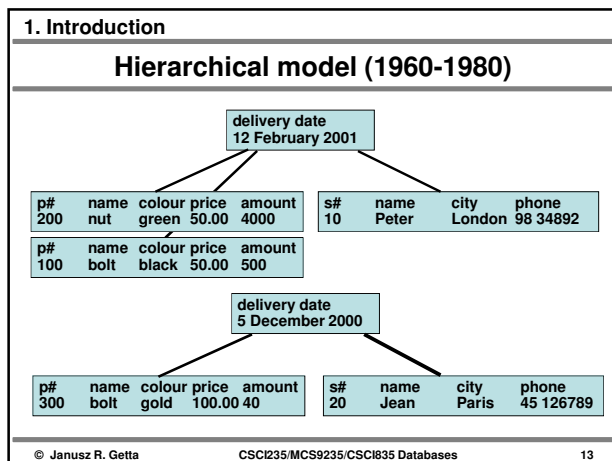 1. Introduction
Hierarchical model (1960-1980)
delivery date
12 February 2001
p# name colour price amount
200 nut green 50.00 4000
s# name city phone
10 Peter London 98 34892
p# name colour price amount
100 bolt black 50.00 500
delivery date
5 December 2000
p# name colour price amount
300 bolt gold 100.00 40
s# name city phone
20 Jean Paris 45 126789
© Janusz R. Getta CSCI235/MCS9235/CSCI835 Databases 13